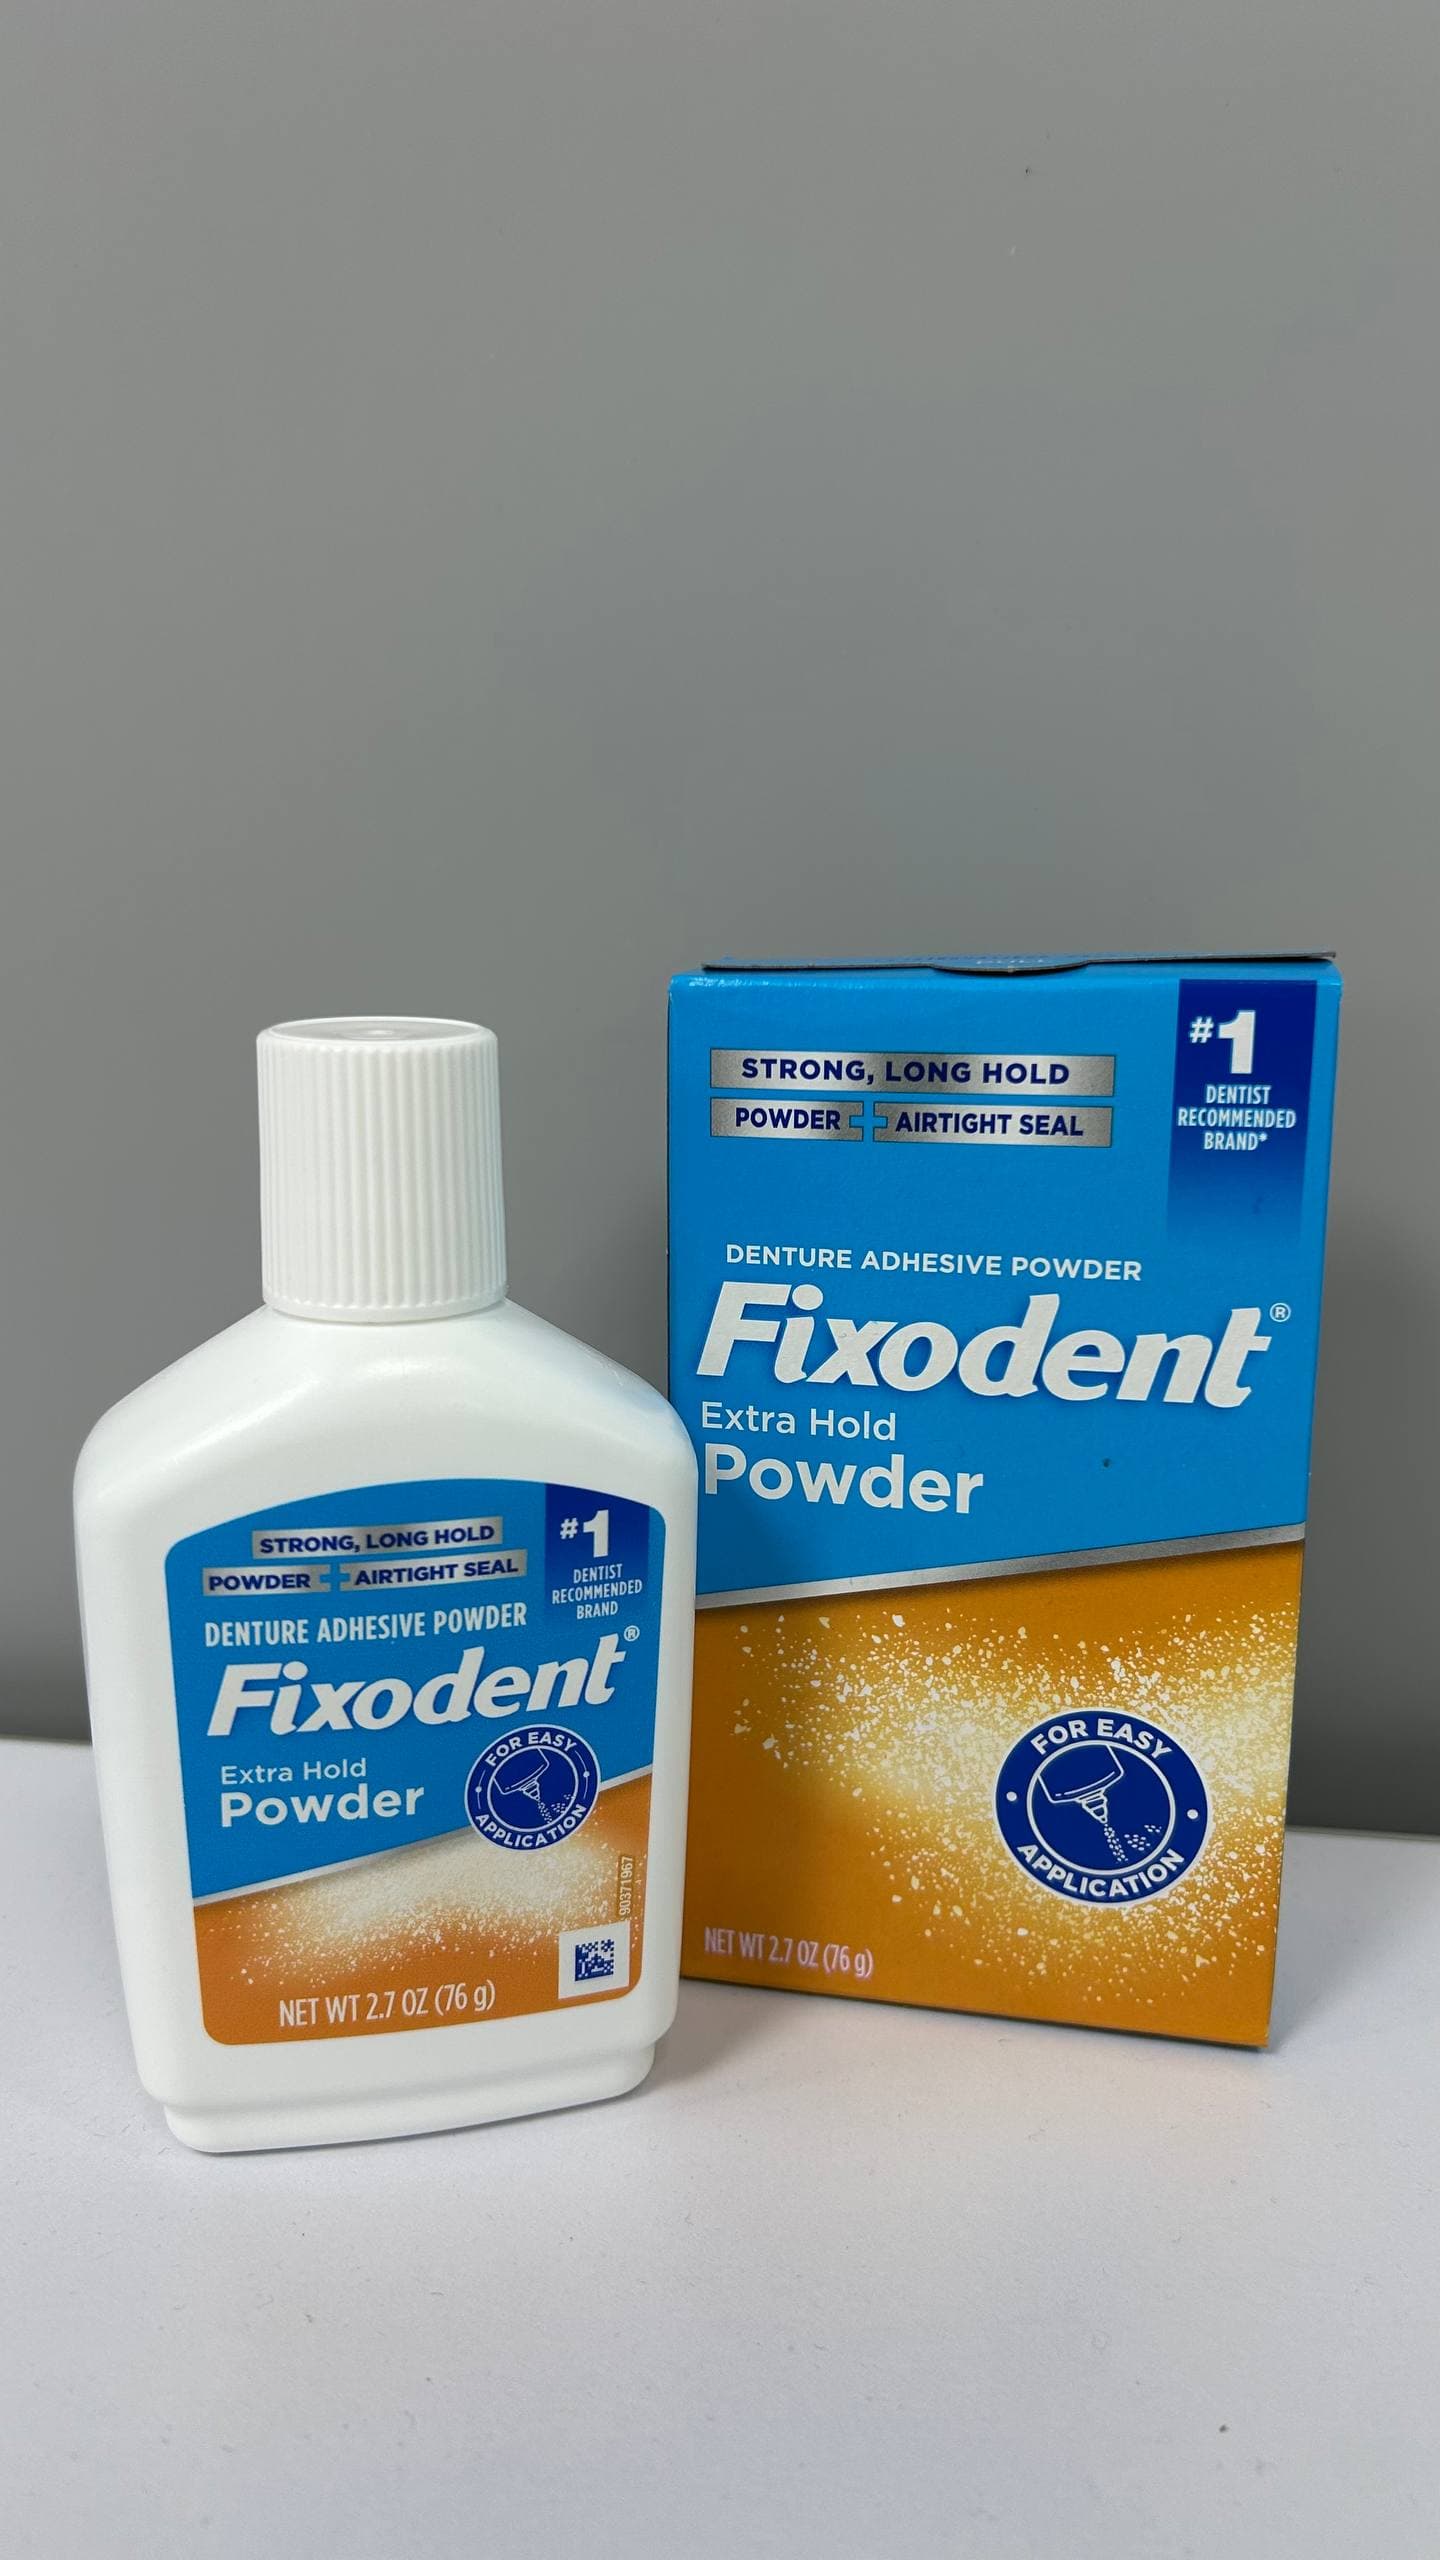 STRONG, LONG HOLD
POWDER + AIRTIGHT SEAL
#1
DENTIST
RECOMMENDED
BRAND
DENTURE ADHESIVE POWDER
Fixodent®
Extra Hold
Powder
FOR EASY
APPLICATION
90371967
NET WT 2.7 OZ (76 g)
STRONG, LONG HOLD
POWDER + AIRTIGHT SEAL
#1
DENTIST
RECOMMENDED
BRAND*
DENTURE ADHESIVE POWDER
Fixodent®
Extra Hold
Powder
FOR EASY
APPLICATION
NET WT 2.7 OZ (76 g)